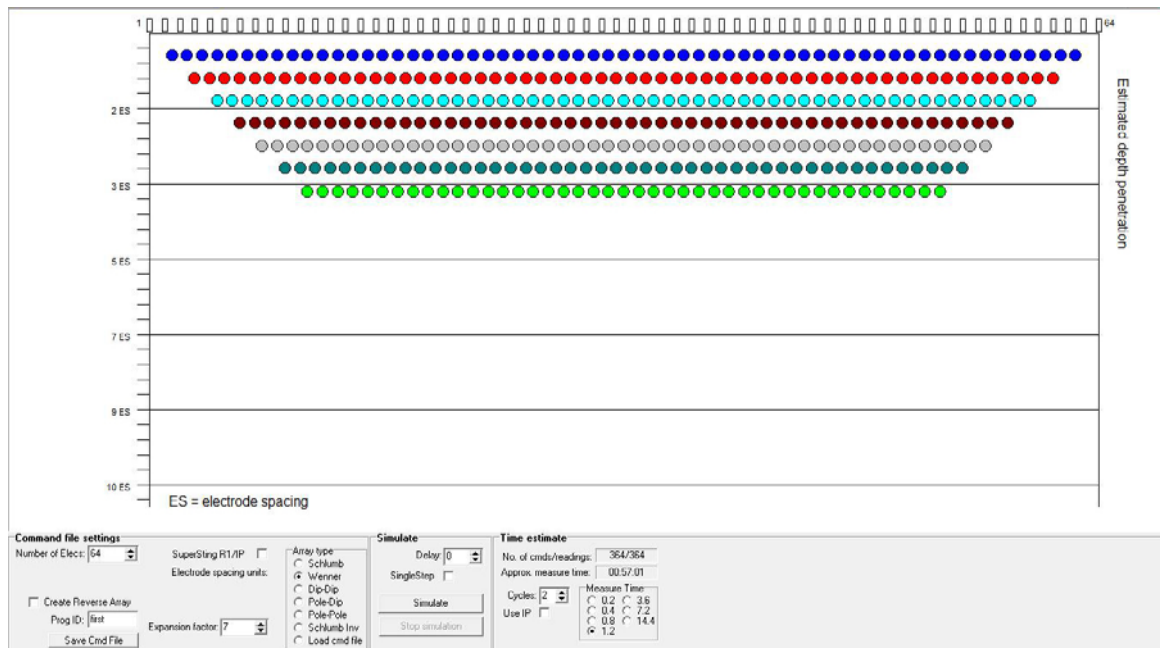 1
64
Estimated depth penetration
2 ES
3 ES
5 ES
7 ES
9 ES
10 ES
ES = electrode spacing
Command file settings
Number of Elecs: 64
SuperSting R1/IP
Electrode spacing units:
Create Reverse Array
Prog ID: first
Save Cmd File
Expansion factor: 7
Array type
Schlumb
Wenner
Dip-Dip
Pole-Dip
Pole-Pole
Schlumb Inv
Load cmd file
Simulate
Delay: 0
SingleStep
Simulate
Stop simulation
Time estimate
No. of cmds/readings: 364/364
Approx. measure time: 00:57:01
Cycles: 2
Use IP
Measure Time
0.2 3.6
0.4 7.2
0.8 14.4
1.2